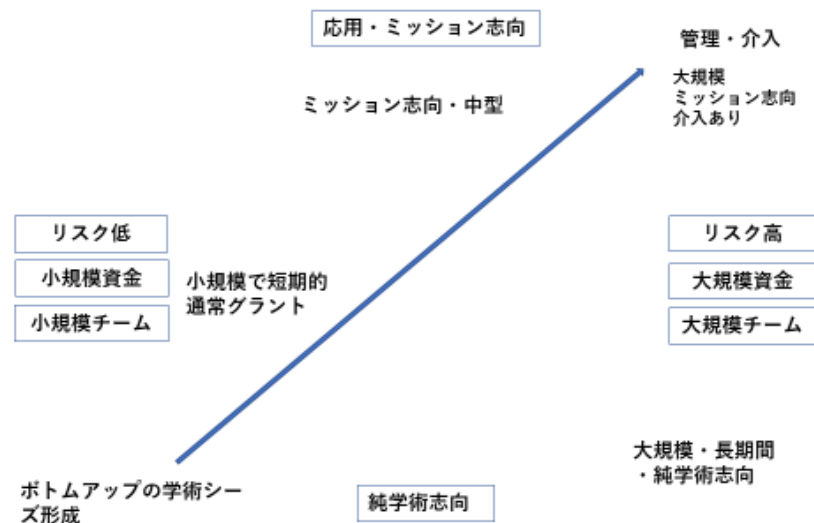 応用・ミッション志向
管理・介入
大規模
ミッション志向
介入あり
ミッション志向・中型
リスク低
小規模資金
小規模チーム
小規模で短期的
通常グラント
リスク高
大規模資金
大規模チーム
大規模・長期間
・純学術志向
ボトムアップの学術シー
ズ形成
純学術志向